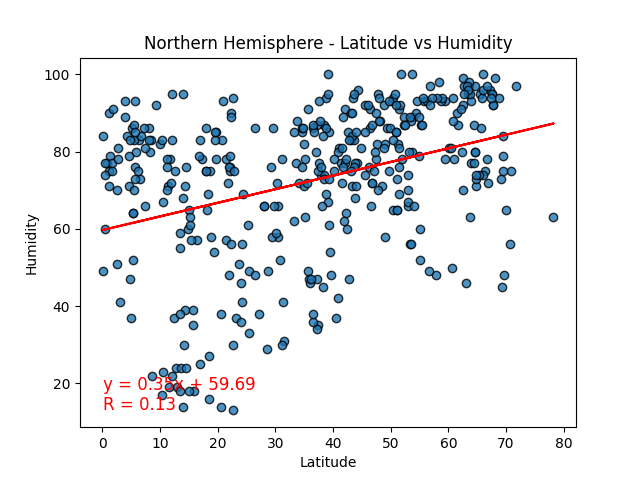 Northern Hemisphere - Latitude vs Humidity
100
80
60
40
20
Humidity
y = 0.35x + 59.69
R = 0.13
0 10 20 30 40 50 60 70 80
Latitude